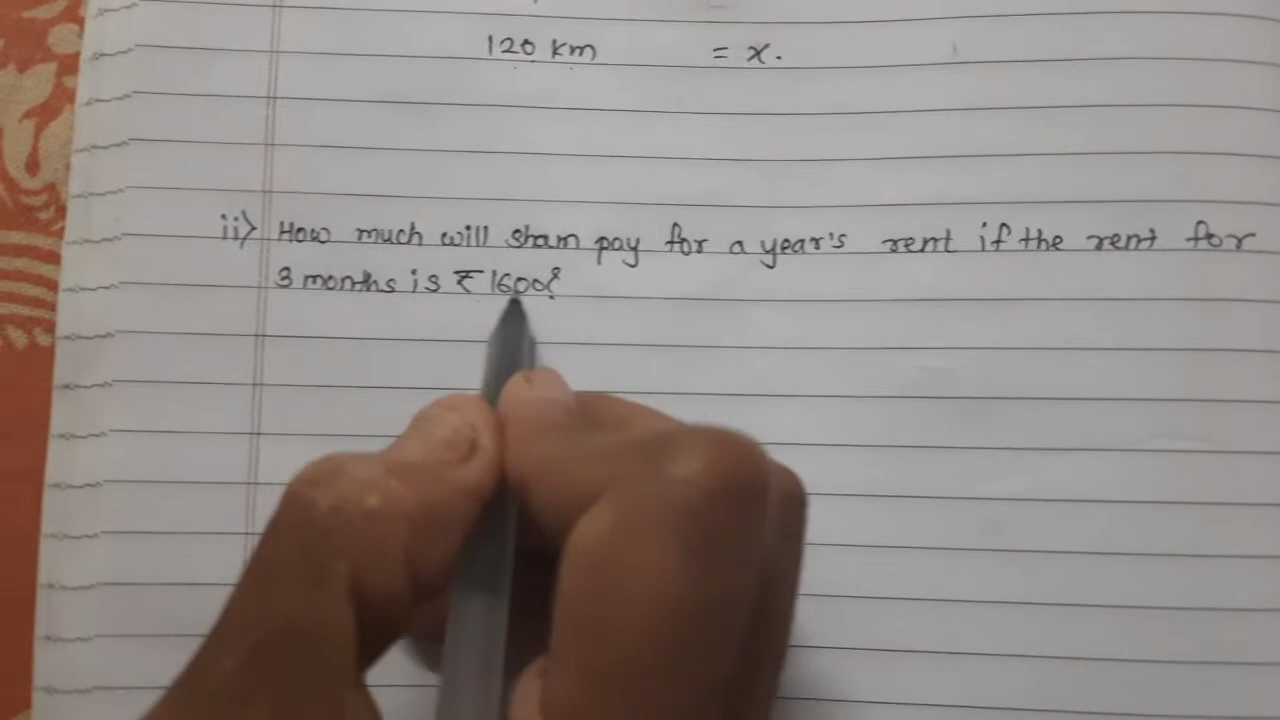 120 km = x.
ii) How much will sham pay for a year's rent if the rent for
3 months is ₹1600?